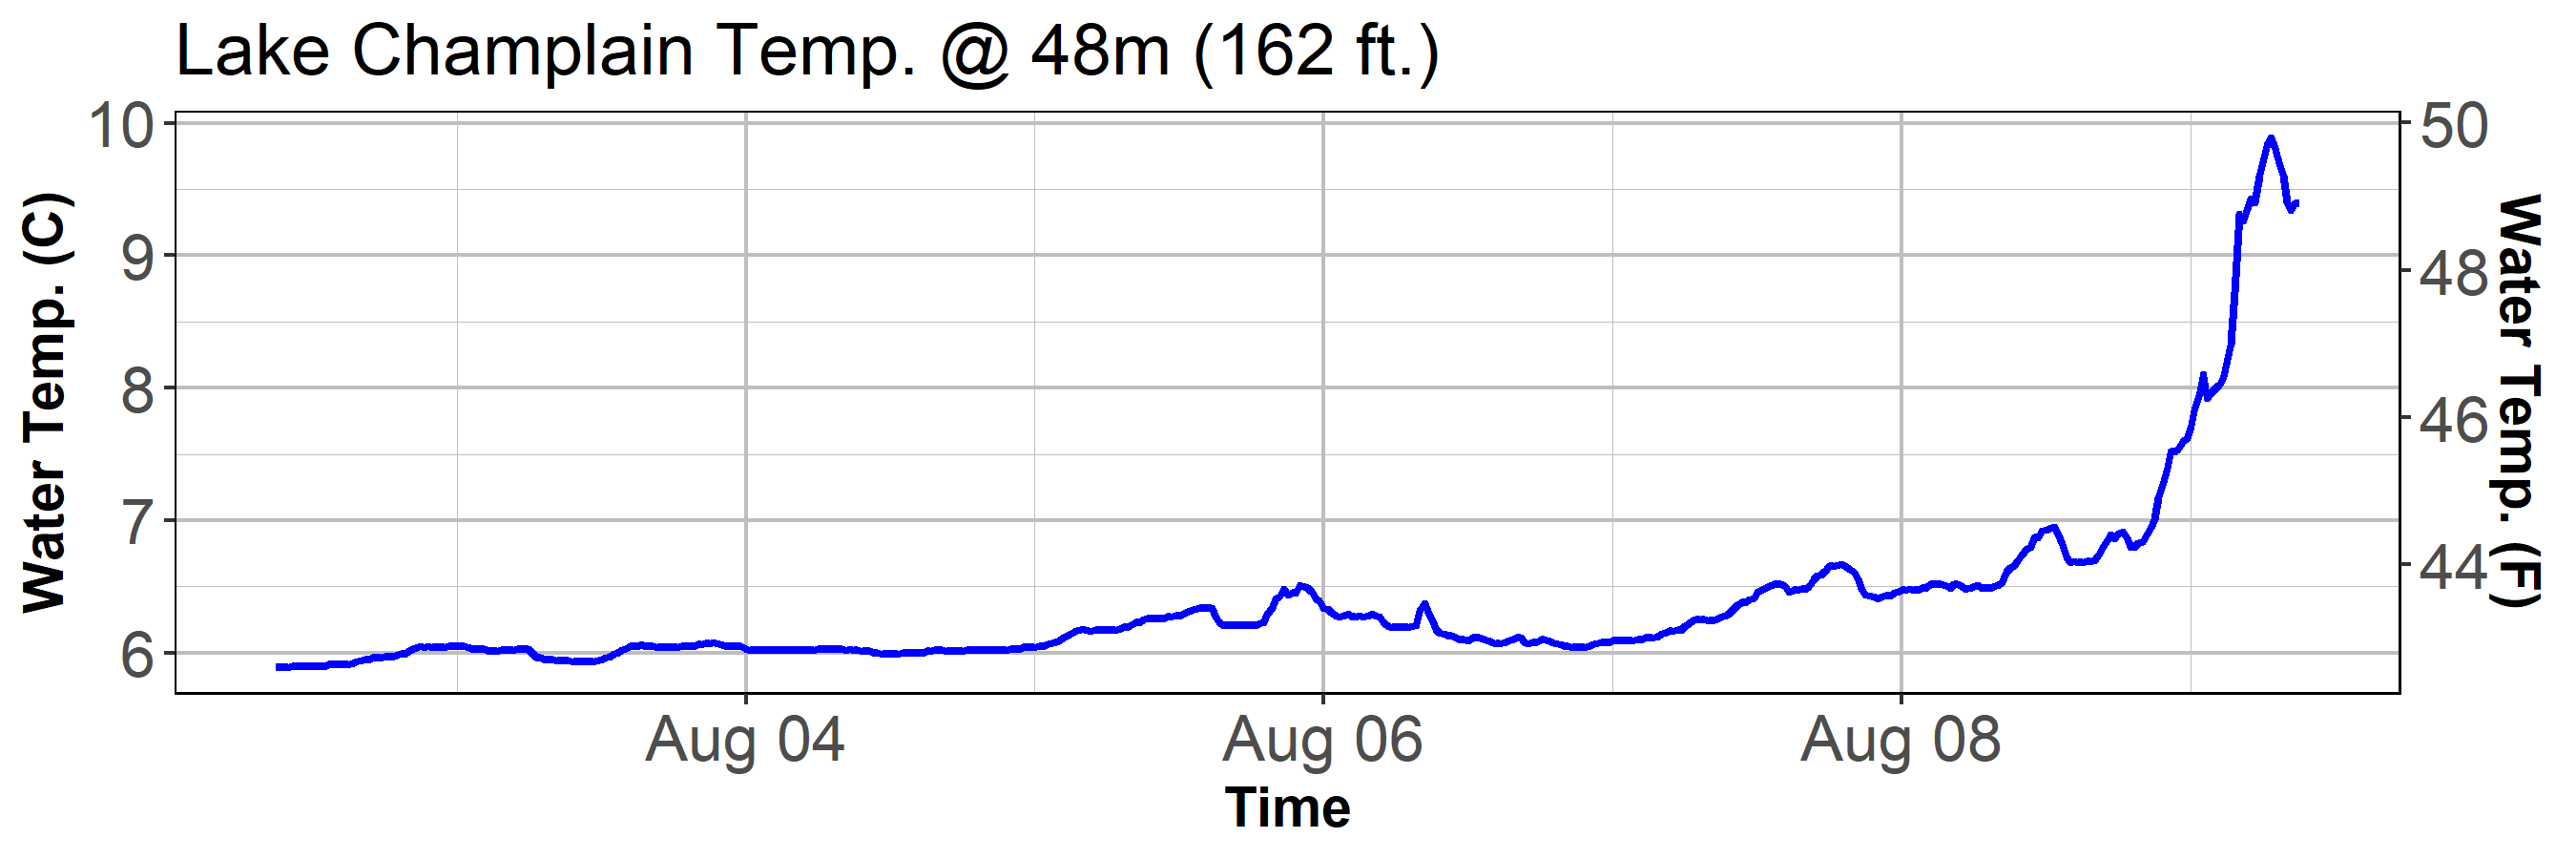 Lake Champlain Temp. @ 48m (162 ft.)
Water Temp. (C)
10
9
8
7
6
50
48
46
44
Water Temp. (F)
Aug 04
Aug 06
Aug 08
Time